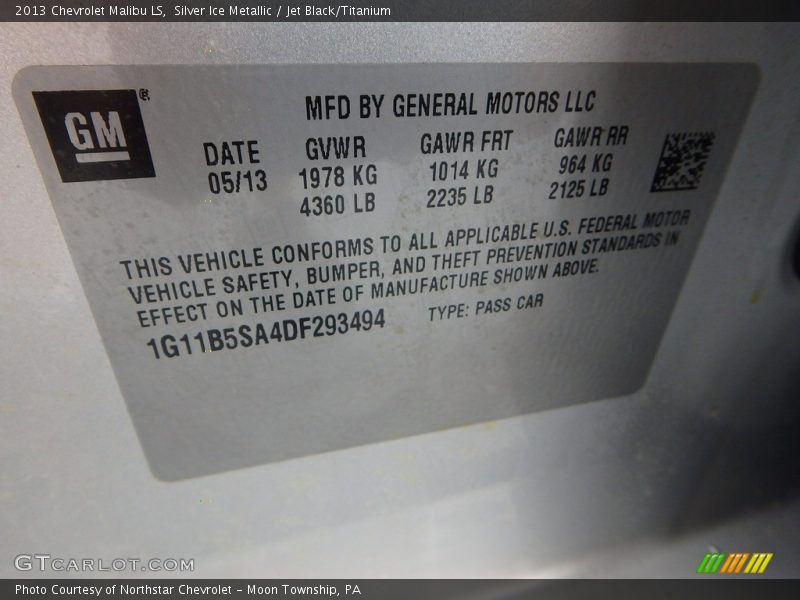 2013 Chevrolet Malibu LS, Silver Ice Metallic / Jet Black/Titanium
GM®
MFD BY GENERAL MOTORS LLC
DATE GVWR GAWR FRT GAWR RR
05/13 1978 KG 1014 KG 964 KG
4360 LB 2235 LB 2125 LB
THIS VEHICLE CONFORMS TO ALL APPLICABLE U.S. FEDERAL MOTOR
VEHICLE SAFETY, BUMPER, AND THEFT PREVENTION STANDARDS IN
EFFECT ON THE DATE OF MANUFACTURE SHOWN ABOVE.
1G11B5SA4DF293494 TYPE: PASS CAR
GTCARLOT.COM
Photo Courtesy of Northstar Chevrolet - Moon Township, PA